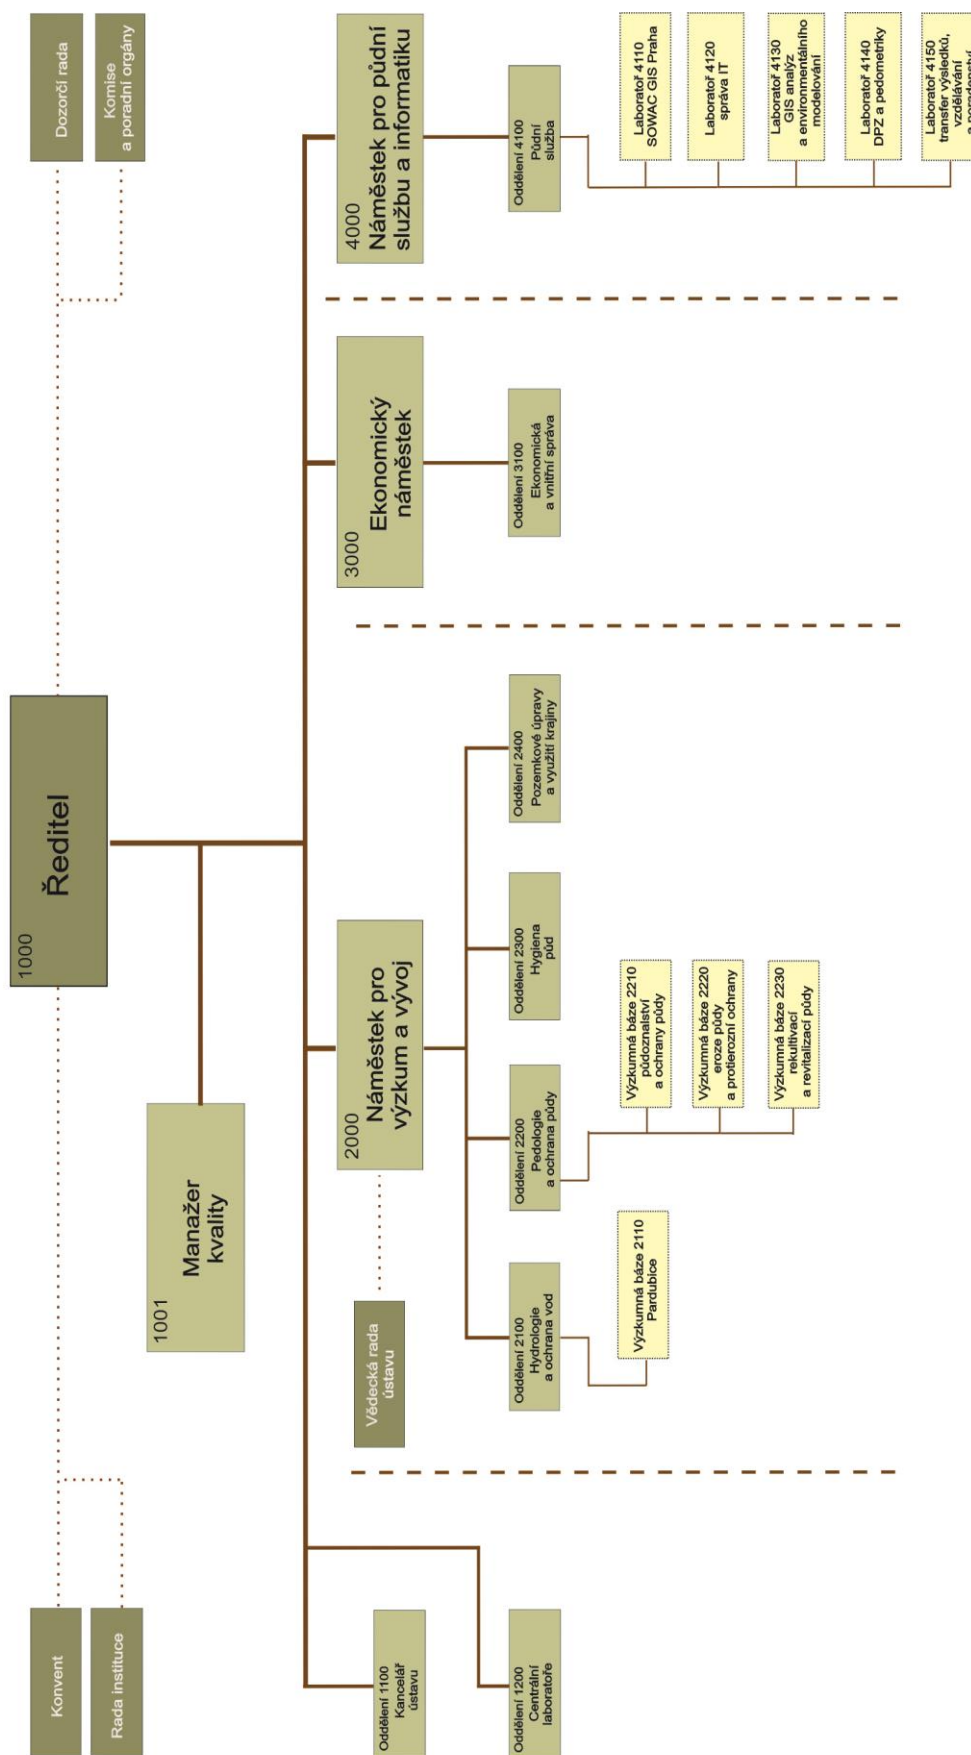 Konvent
Rada instituce
1000
Ředitel
Dozorčí rada
Komise
a poradní orgány
1001
Manažer
kvality
Oddělení 1100
Kancelář
ústavu
Oddělení 1200
Centrální
laboratoře
Vědecká rada
ústavu
2000
Náměstek pro
výzkum a vývoj
3000
Ekonomický
náměstek
4000
Náměstek pro půdní
službu a informatiku
Oddělení 2100
Hydrologie
a ochrana vod
Oddělení 2200
Pedologie
a ochrana půdy
Oddělení 2300
Hygiena
půd
Oddělení 2400
Pozemkové úpravy
a využití krajiny
Oddělení 3100
Ekonomická
a vnitřní správa
Oddělení 4100
Půdní
služba
Výzkumná báze 2110
Pardubice
Výzkumná báze 2210
půdoznalství
a ochrany půdy
Výzkumná báze 2220
eroze půdy
a protierozní ochrany
Výzkumná báze 2230
rekultivací
a revitalizací půdy
Laboratoř 4110
SOWAC GIS Praha
Laboratoř 4120
správa IT
Laboratoř 4130
GIS analýz
a environmentálního
modelování
Laboratoř 4140
DPZ a pedometriky
Laboratoř 4150
transfer výsledků,
vzdělávání